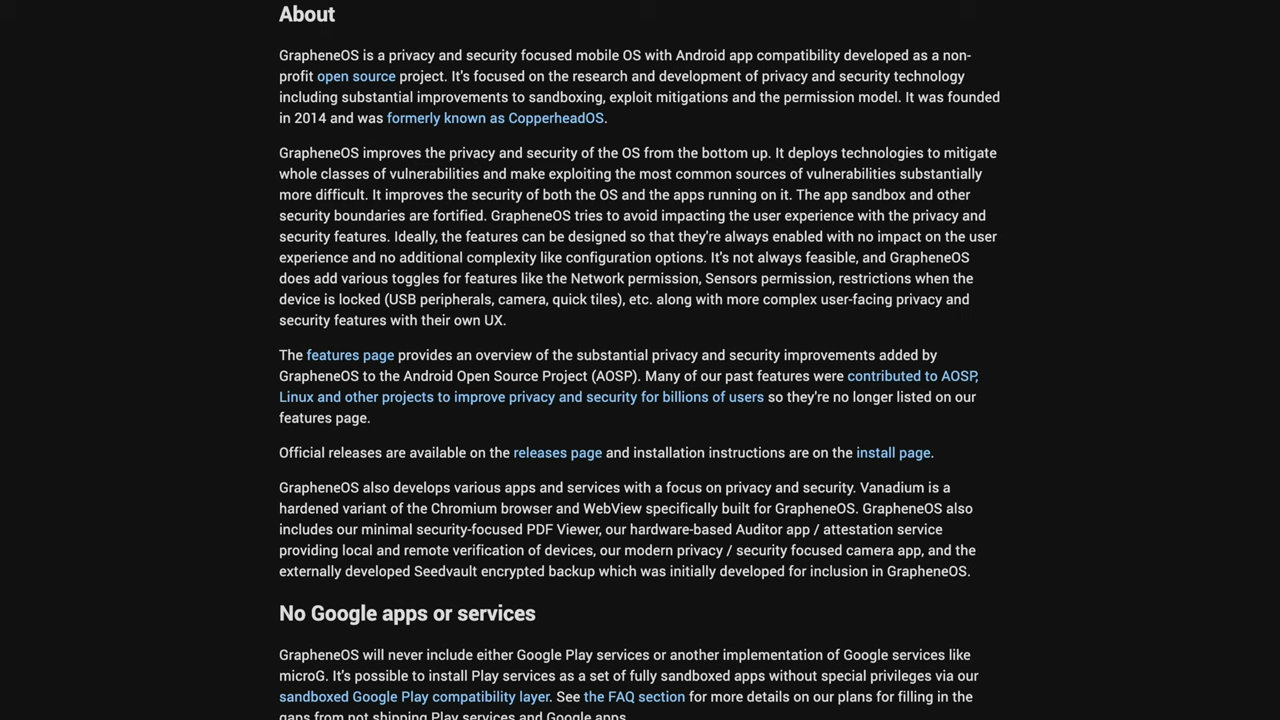 About
GrapheneOS is a privacy and security focused mobile OS with Android app compatibility developed as a non-
profit open source project. It's focused on the research and development of privacy and security technology
including substantial improvements to sandboxing, exploit mitigations and the permission model. It was founded
in 2014 and was formerly known as CopperheadOS.
GrapheneOS improves the privacy and security of the OS from the bottom up. It deploys technologies to mitigate
whole classes of vulnerabilities and make exploiting the most common sources of vulnerabilities substantially
more difficult. It improves the security of both the OS and the apps running on it. The app sandbox and other
security boundaries are fortified. GrapheneOS tries to avoid impacting the user experience with the privacy and
security features. Ideally, the features can be designed so that they're always enabled with no impact on the user
experience and no additional complexity like configuration options. It's not always feasible, and GrapheneOS
does add various toggles for features like the Network permission, Sensors permission, restrictions when the
device is locked (USB peripherals, camera, quick tiles), etc. along with more complex user-facing privacy and
security features with their own UX.
The features page provides an overview of the substantial privacy and security improvements added by
GrapheneOS to the Android Open Source Project (AOSP). Many of our past features were contributed to AOSP,
Linux and other projects to improve privacy and security for billions of users so they're no longer listed on our
features page.
Official releases are available on the releases page and installation instructions are on the install page.
GrapheneOS also develops various apps and services with a focus on privacy and security. Vanadium is a
hardened variant of the Chromium browser and WebView specifically built for GrapheneOS. GrapheneOS also
includes our minimal security-focused PDF Viewer, our hardware-based Auditor app / attestation service
providing local and remote verification of devices, our modern privacy / security focused camera app, and the
externally developed Seedvault encrypted backup which was initially developed for inclusion in GrapheneOS.
No Google apps or services
GrapheneOS will never include either Google Play services or another implementation of Google services like
microG. It's possible to install Play services as a set of fully sandboxed apps without special privileges via our
sandboxed Google Play compatibility layer. See the FAQ section for more details on our plans for filling in the
gaps from not shipping Play services and Google apps.